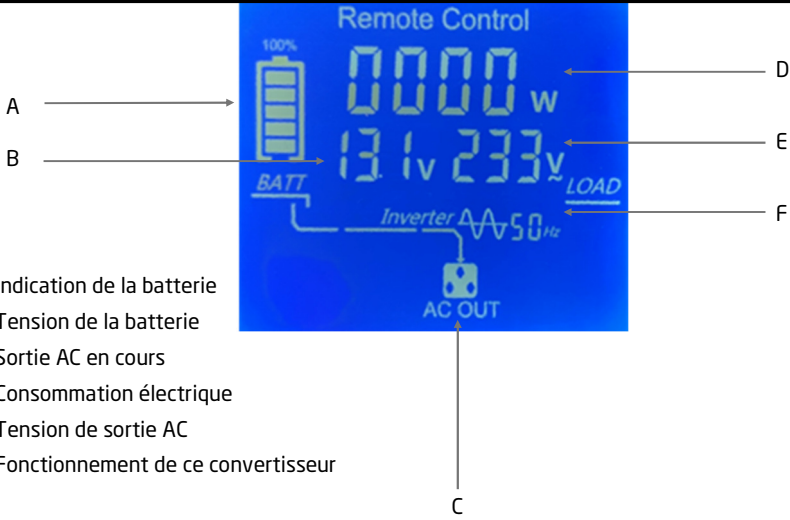 Remote Control
100%
0000 W
D
A
13.1 V 233 V~
E
B
BATT
LOAD
Inverter 50 Hz
F
AC OUT
ndication de la batterie
Tension de la batterie
Sortie AC en cours
Consommation électrique
Tension de sortie AC
Fonctionnement de ce convertisseur
C